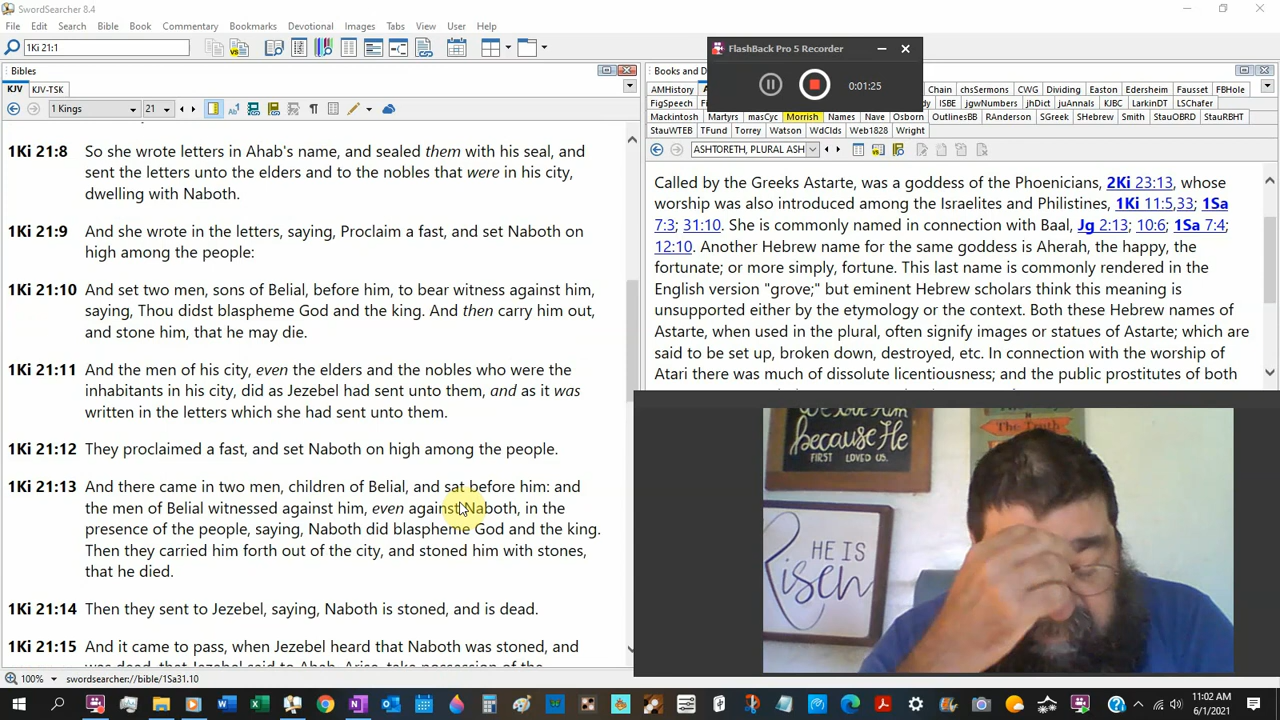 SwordSearcher 8.4
File Edit Search Bible Book Commentary Bookmarks Devotional Images Tabs View User Help
1Ki 21:1
Bibles
KJV KJV-TSK
1 Kings 21
1Ki 21:8 So she wrote letters in Ahab's name, and sealed them with his seal, and
sent the letters unto the elders and to the nobles that were in his city,
dwelling with Naboth.
1Ki 21:9 And she wrote in the letters, saying, Proclaim a fast, and set Naboth on
high among the people:
1Ki 21:10 And set two men, sons of Belial, before him, to bear witness against him,
saying, Thou didst blaspheme God and the king. And then carry him out,
and stone him, that he may die.
1Ki 21:11 And the men of his city, even the elders and the nobles who were the
inhabitants in his city, did as Jezebel had sent unto them, and as it was
written in the letters which she had sent unto them.
1Ki 21:12 They proclaimed a fast, and set Naboth on high among the people.
1Ki 21:13 And there came in two men, children of Belial, and sat before him: and
the men of Belial witnessed against him, even against Naboth, in the
presence of the people, saying, Naboth did blaspheme God and the king.
Then they carried him forth out of the city, and stoned him with stones,
that he died.
1Ki 21:14 Then they sent to Jezebel, saying, Naboth is stoned, and is dead.
1Ki 21:15 And it came to pass, when Jezebel heard that Naboth was stoned, and
was dead, that Jezebel said to Ahab, Arise, take possession of the
100% swordsearcher://bible/1Sa31.10
FlashBack Pro 5 Recorder
0:01:25
Books and D
AMHistory Chain chsSermons CWG Dividing Easton Edersheim Fausset FBHole
FigSpeech ISBE jgwNumbers jhDict juAnnals KJBC LarkinDT LSChafer
Mackintosh Martyrs masCyc Morrish Names Nave Osborn OutlinesBB RAnderson SGreek SHebrew Smith StauOBRD StauRBHT
StauWTEB TFund Torrey Watson WdClds Web1828 Wright
ASHTORETH, PLURAL ASH
Called by the Greeks Astarte, was a goddess of the Phoenicians, 2Ki 23:13, whose
worship was also introduced among the Israelites and Philistines, 1Ki 11:5,33; 1Sa
7:3; 31:10. She is commonly named in connection with Baal, Jg 2:13; 10:6; 1Sa 7:4;
12:10. Another Hebrew name for the same goddess is Aherah, the happy, the
fortunate; or more simply, fortune. This last name is commonly rendered in the
English version "grove;" but eminent Hebrew scholars think this meaning is
unsupported either by the etymology or the context. Both these Hebrew names of
Astarte, when used in the plural, often signify images or statues of Astarte; which are
said to be set up, broken down, destroyed, etc. In connection with the worship of
Atari there was much of dissolute licentiousness; and the public prostitutes of both
We love Him
because He
FIRST LOVED US.
The Truth
HE IS
Risen
11:02 AM
6/1/2021